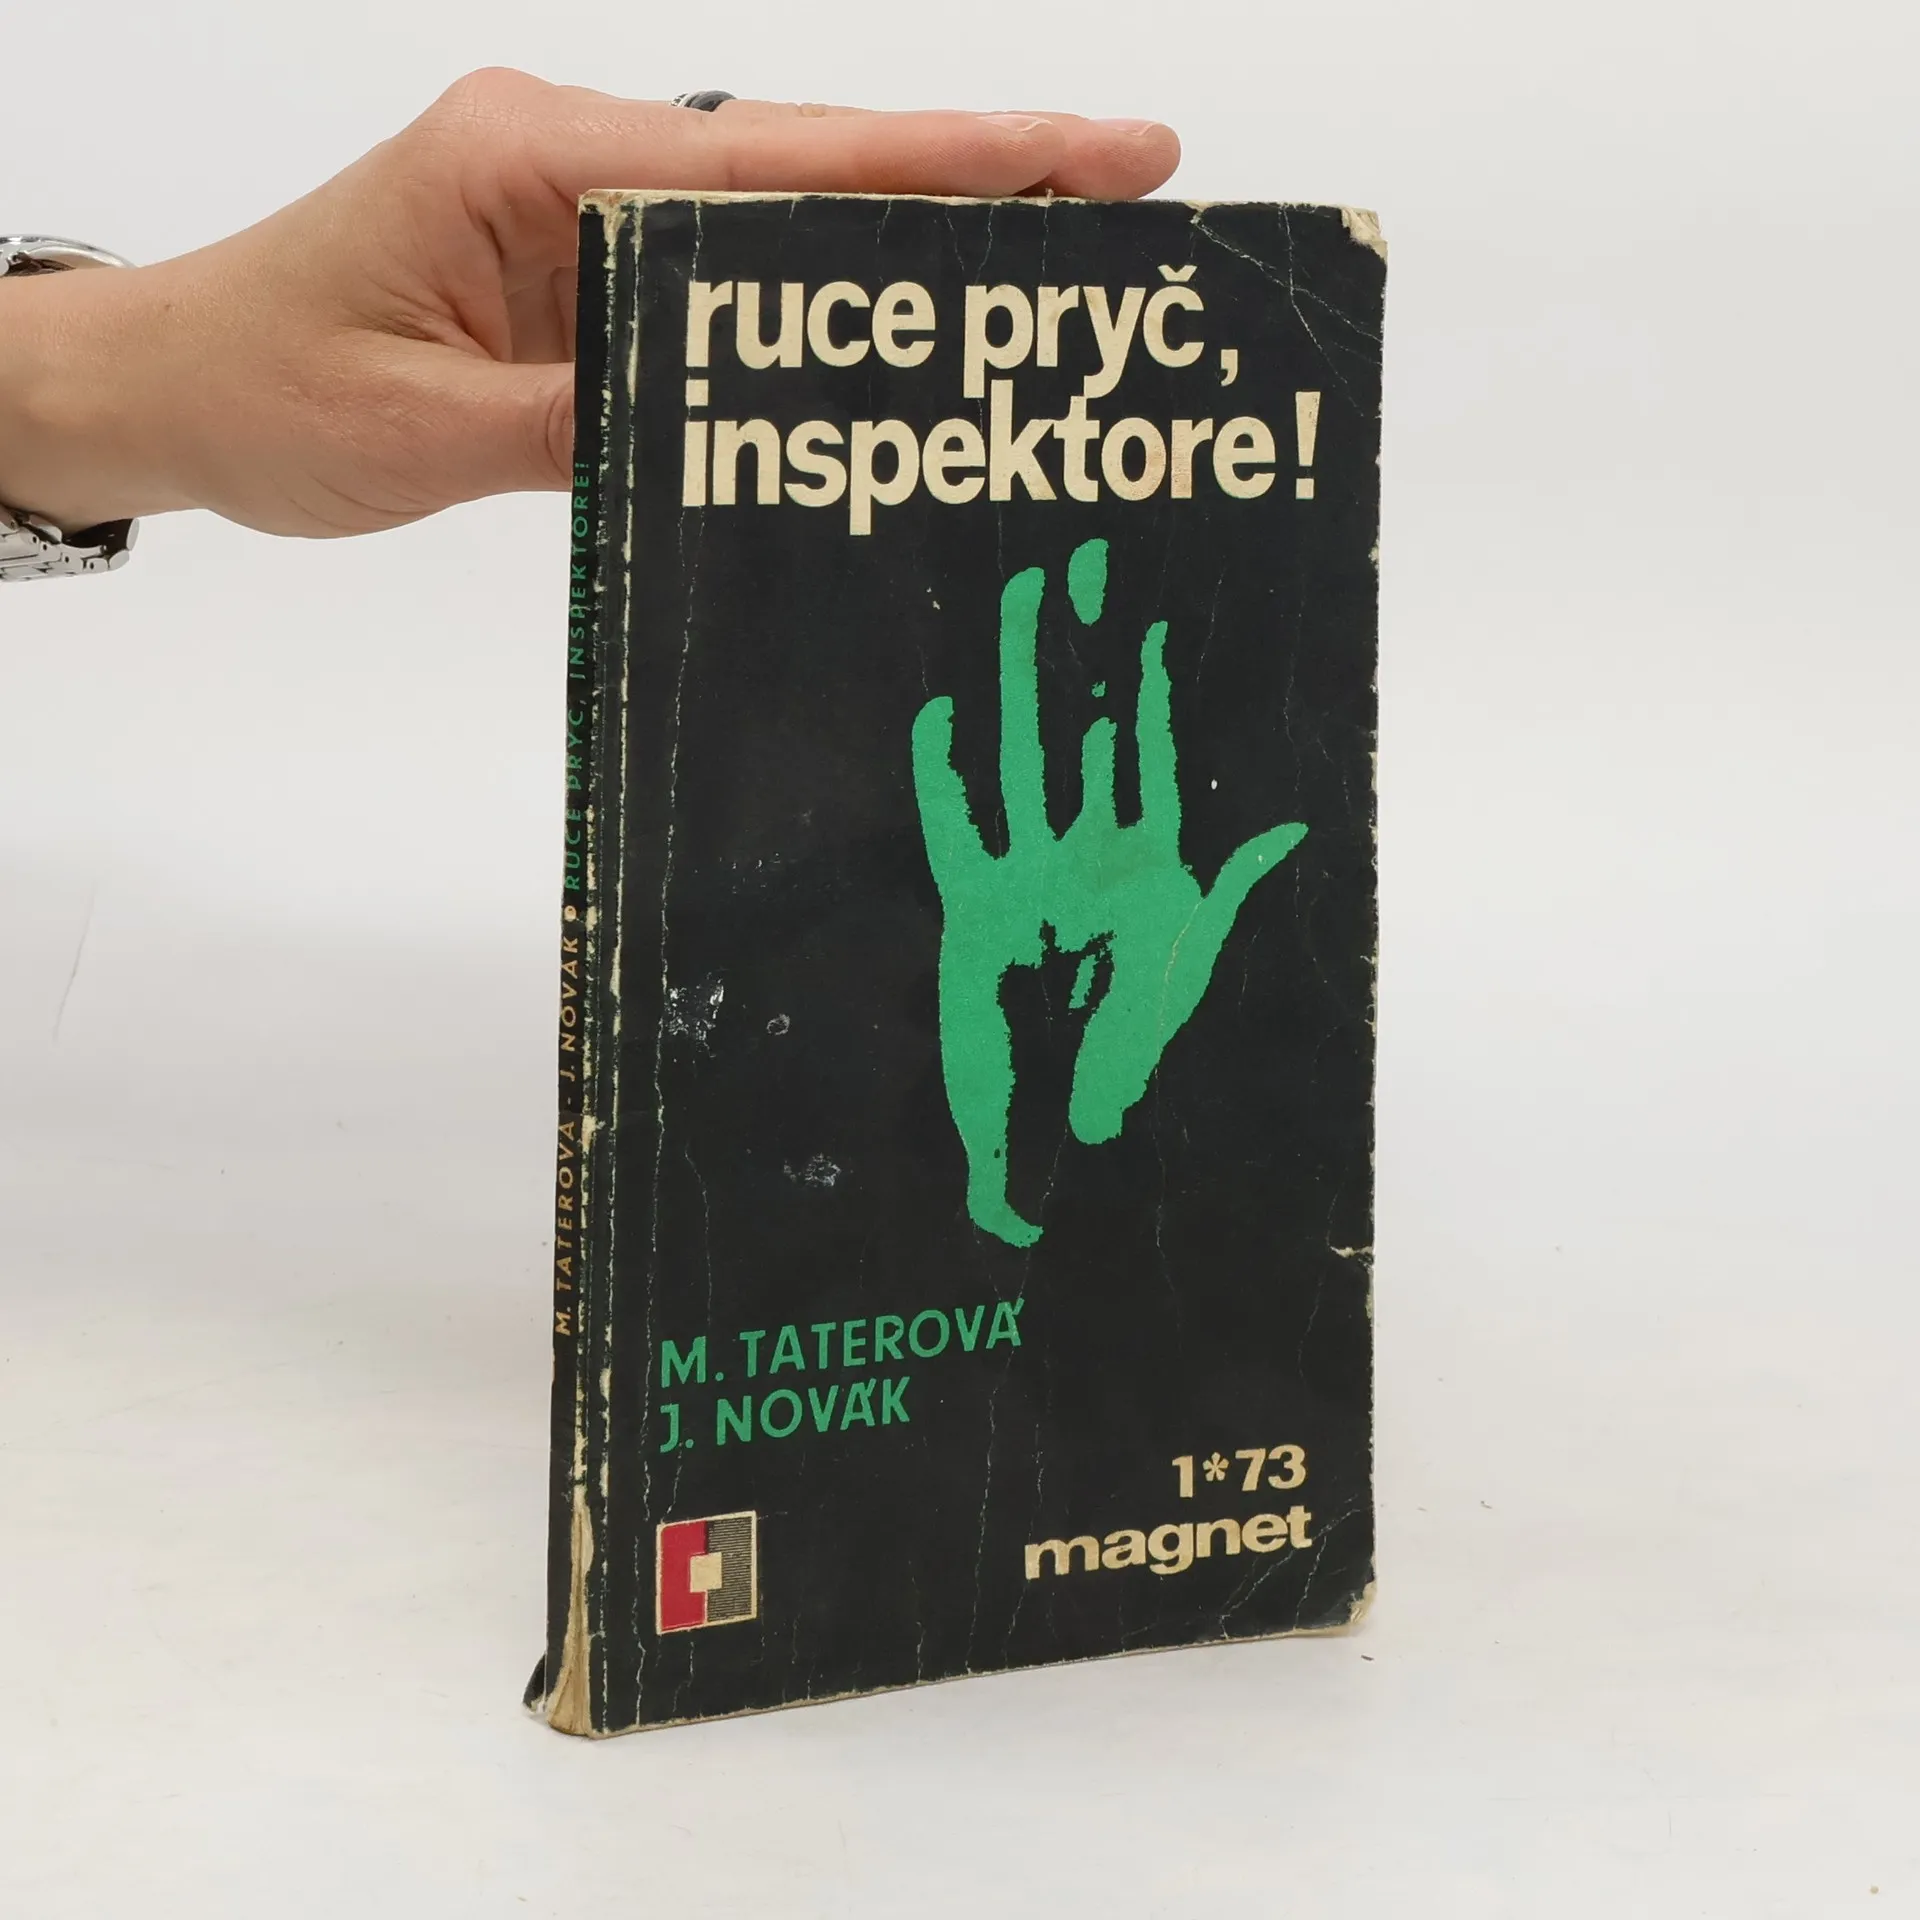 ruce pryč,
inspektore!
M. TATEROVÁ
J. NOVÁK
1*73
magnet
M. TATEROVÁ - J. NOVÁK • RUCE PRYČ, INSPEKTORE!